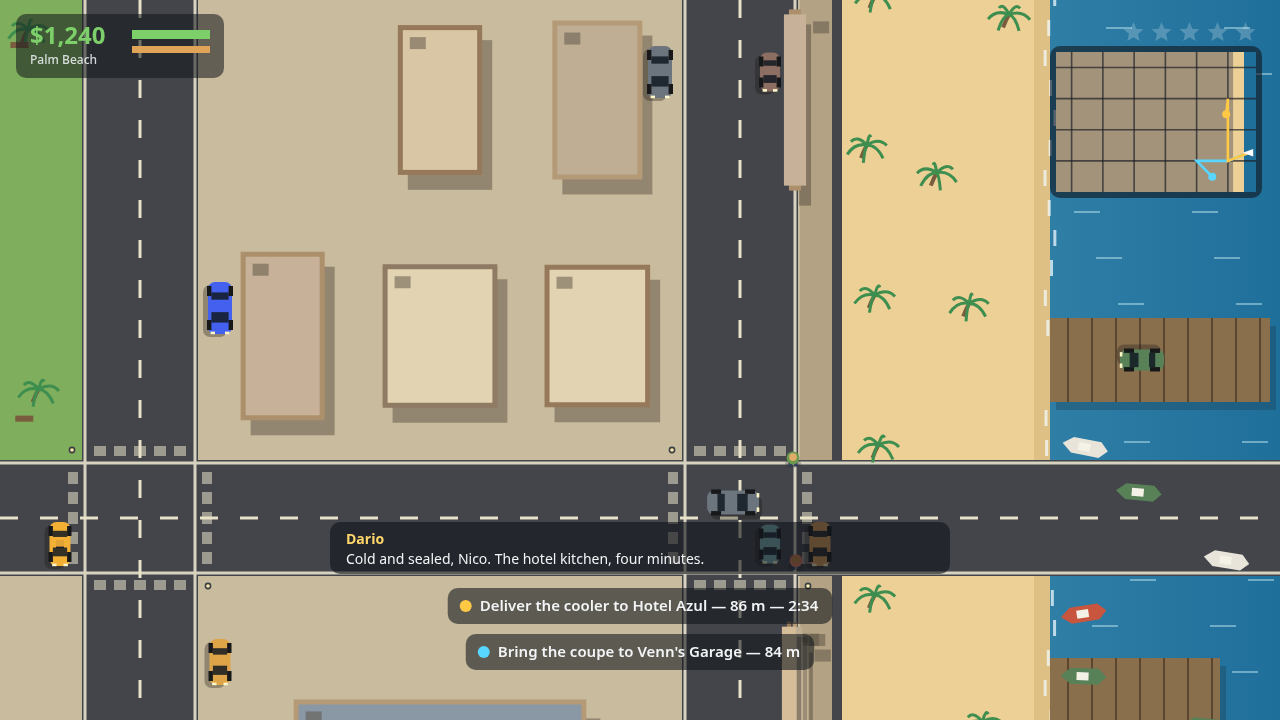 $1,240
Palm Beach
Dario
Cold and sealed, Nico. The hotel kitchen, four minutes.
Deliver the cooler to Hotel Azul — 86 m — 2:34
Bring the coupe to Venn's Garage — 84 m